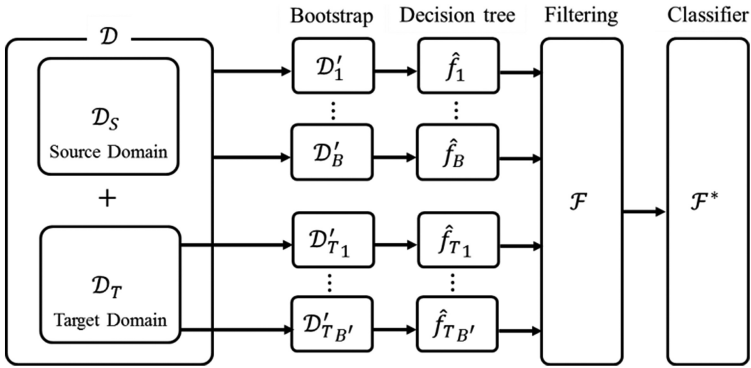 Bootstrap Decision tree Filtering Classifier
𝒟
𝒟_S
Source Domain
+
𝒟_T
Target Domain
𝒟′_1
⋮
𝒟′_B
𝒟′_{T_1}
⋮
𝒟′_{T_{B′}}
f̂_1
⋮
f̂_B
f̂_{T_1}
⋮
f̂_{T_{B′}}
ℱ
ℱ*